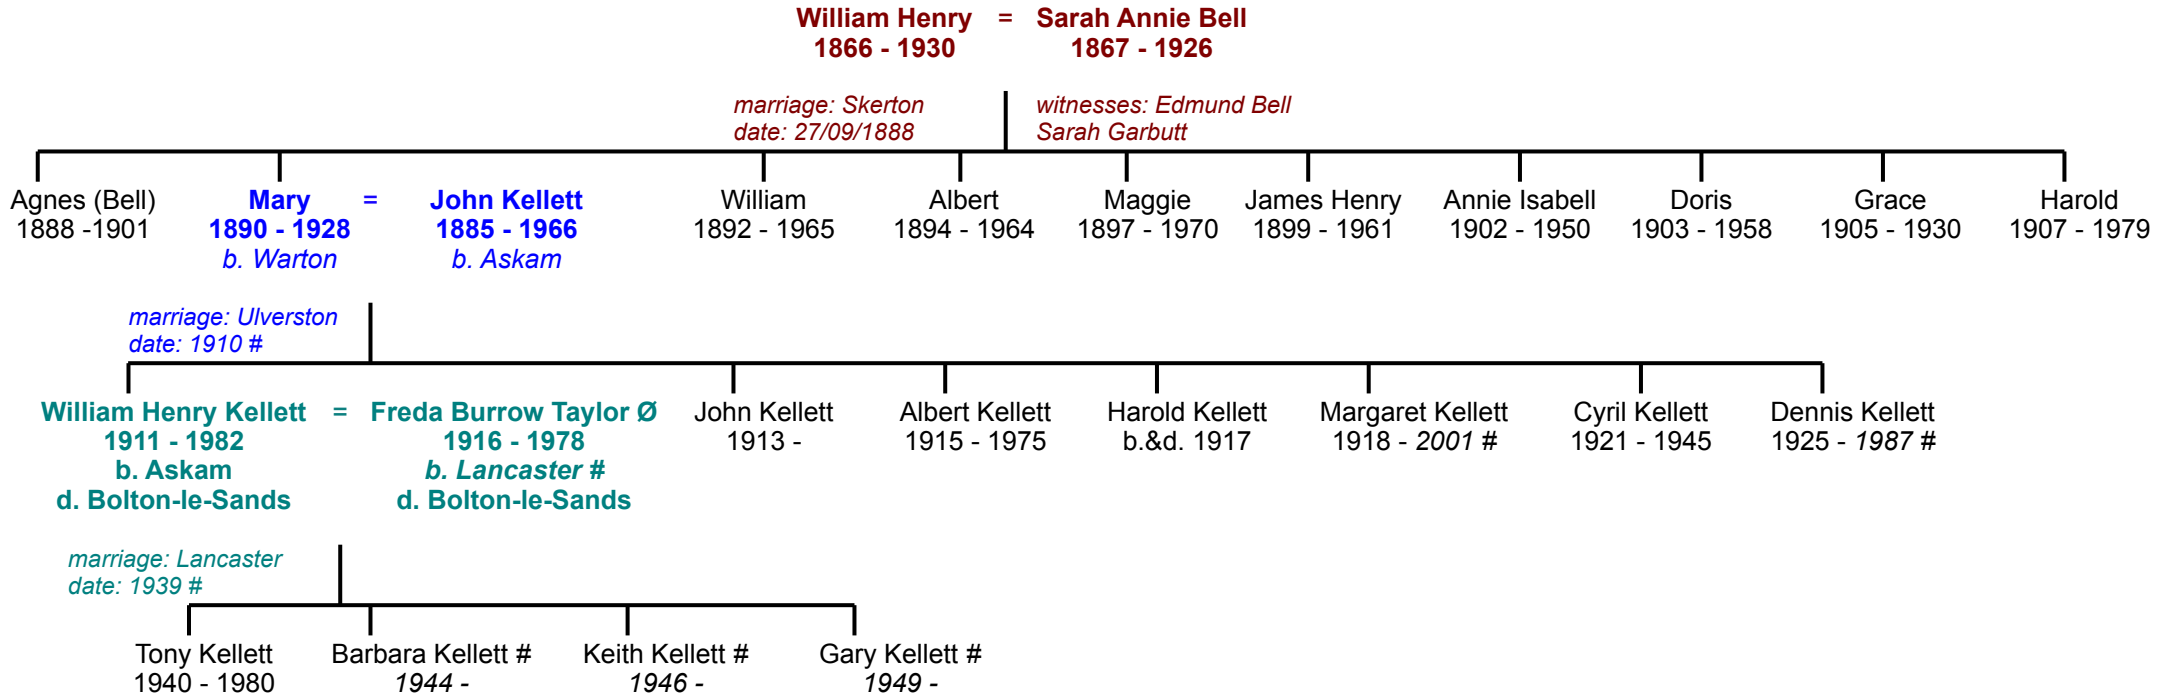 William Henry = Sarah Annie Bell
1866 - 1930 1867 - 1926
marriage: Skerton witnesses: Edmund Bell
date: 27/09/1888 Sarah Garbutt
Agnes (Bell) Mary = John Kellett William Albert Maggie James Henry Annie Isabell Doris Grace Harold
1888 -1901 1890 - 1928 1885 - 1966 1892 - 1965 1894 - 1964 1897 - 1970 1899 - 1961 1902 - 1950 1903 - 1958 1905 - 1930 1907 - 1979
b. Warton b. Askam
marriage: Ulverston
date: 1910 #
William Henry Kellett = Freda Burrow Taylor Ø John Kellett Albert Kellett Harold Kellett Margaret Kellett Cyril Kellett Dennis Kellett
1911 - 1982 1916 - 1978 1913 - 1915 - 1975 b.&d. 1917 1918 - 2001 # 1921 - 1945 1925 - 1987 #
b. Askam b. Lancaster #
d. Bolton-le-Sands d. Bolton-le-Sands
marriage: Lancaster
date: 1939 #
Tony Kellett Barbara Kellett # Keith Kellett # Gary Kellett #
1940 - 1980 1944 - 1946 - 1949 -